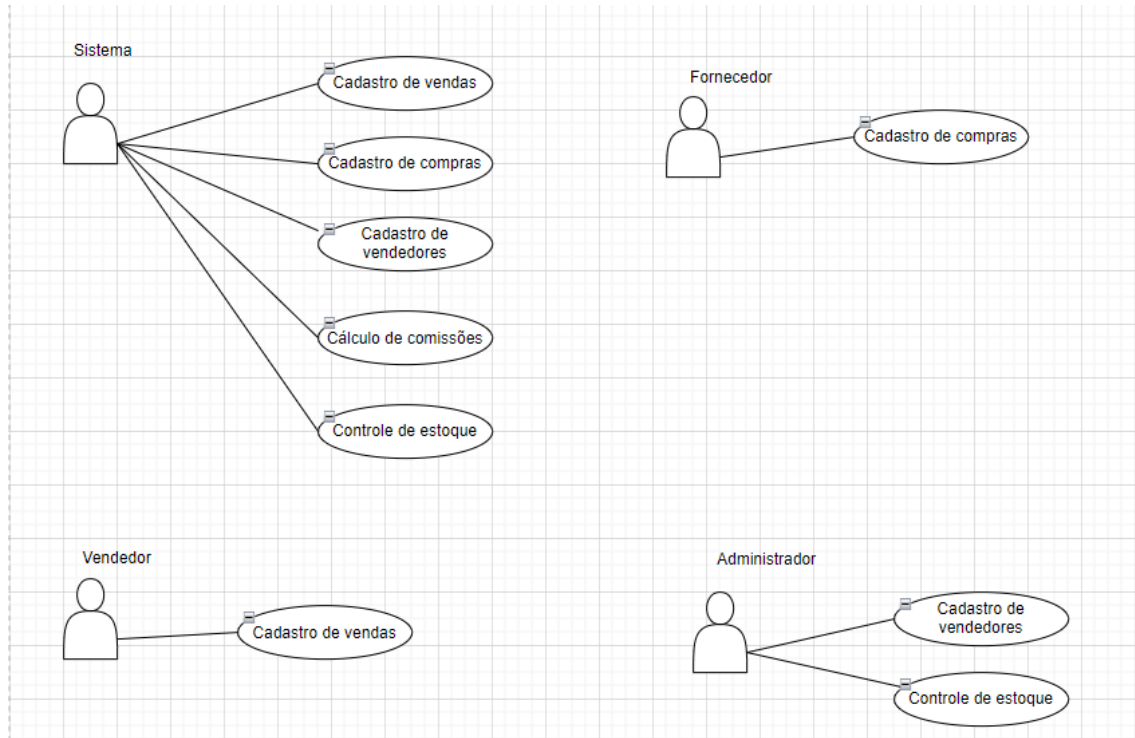 Sistema
Cadastro de vendas
Cadastro de compras
Cadastro de
vendedores
Cálculo de comissões
Controle de estoque
Fornecedor
Cadastro de compras
Vendedor
Cadastro de vendas
Administrador
Cadastro de
vendedores
Controle de estoque